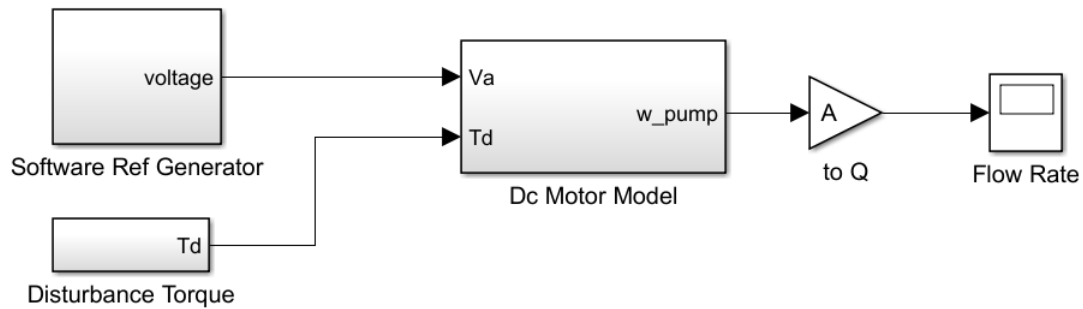 voltage
Software Ref Generator
Td
Disturbance Torque
Va
Td
w_pump
Dc Motor Model
A
to Q
Flow Rate